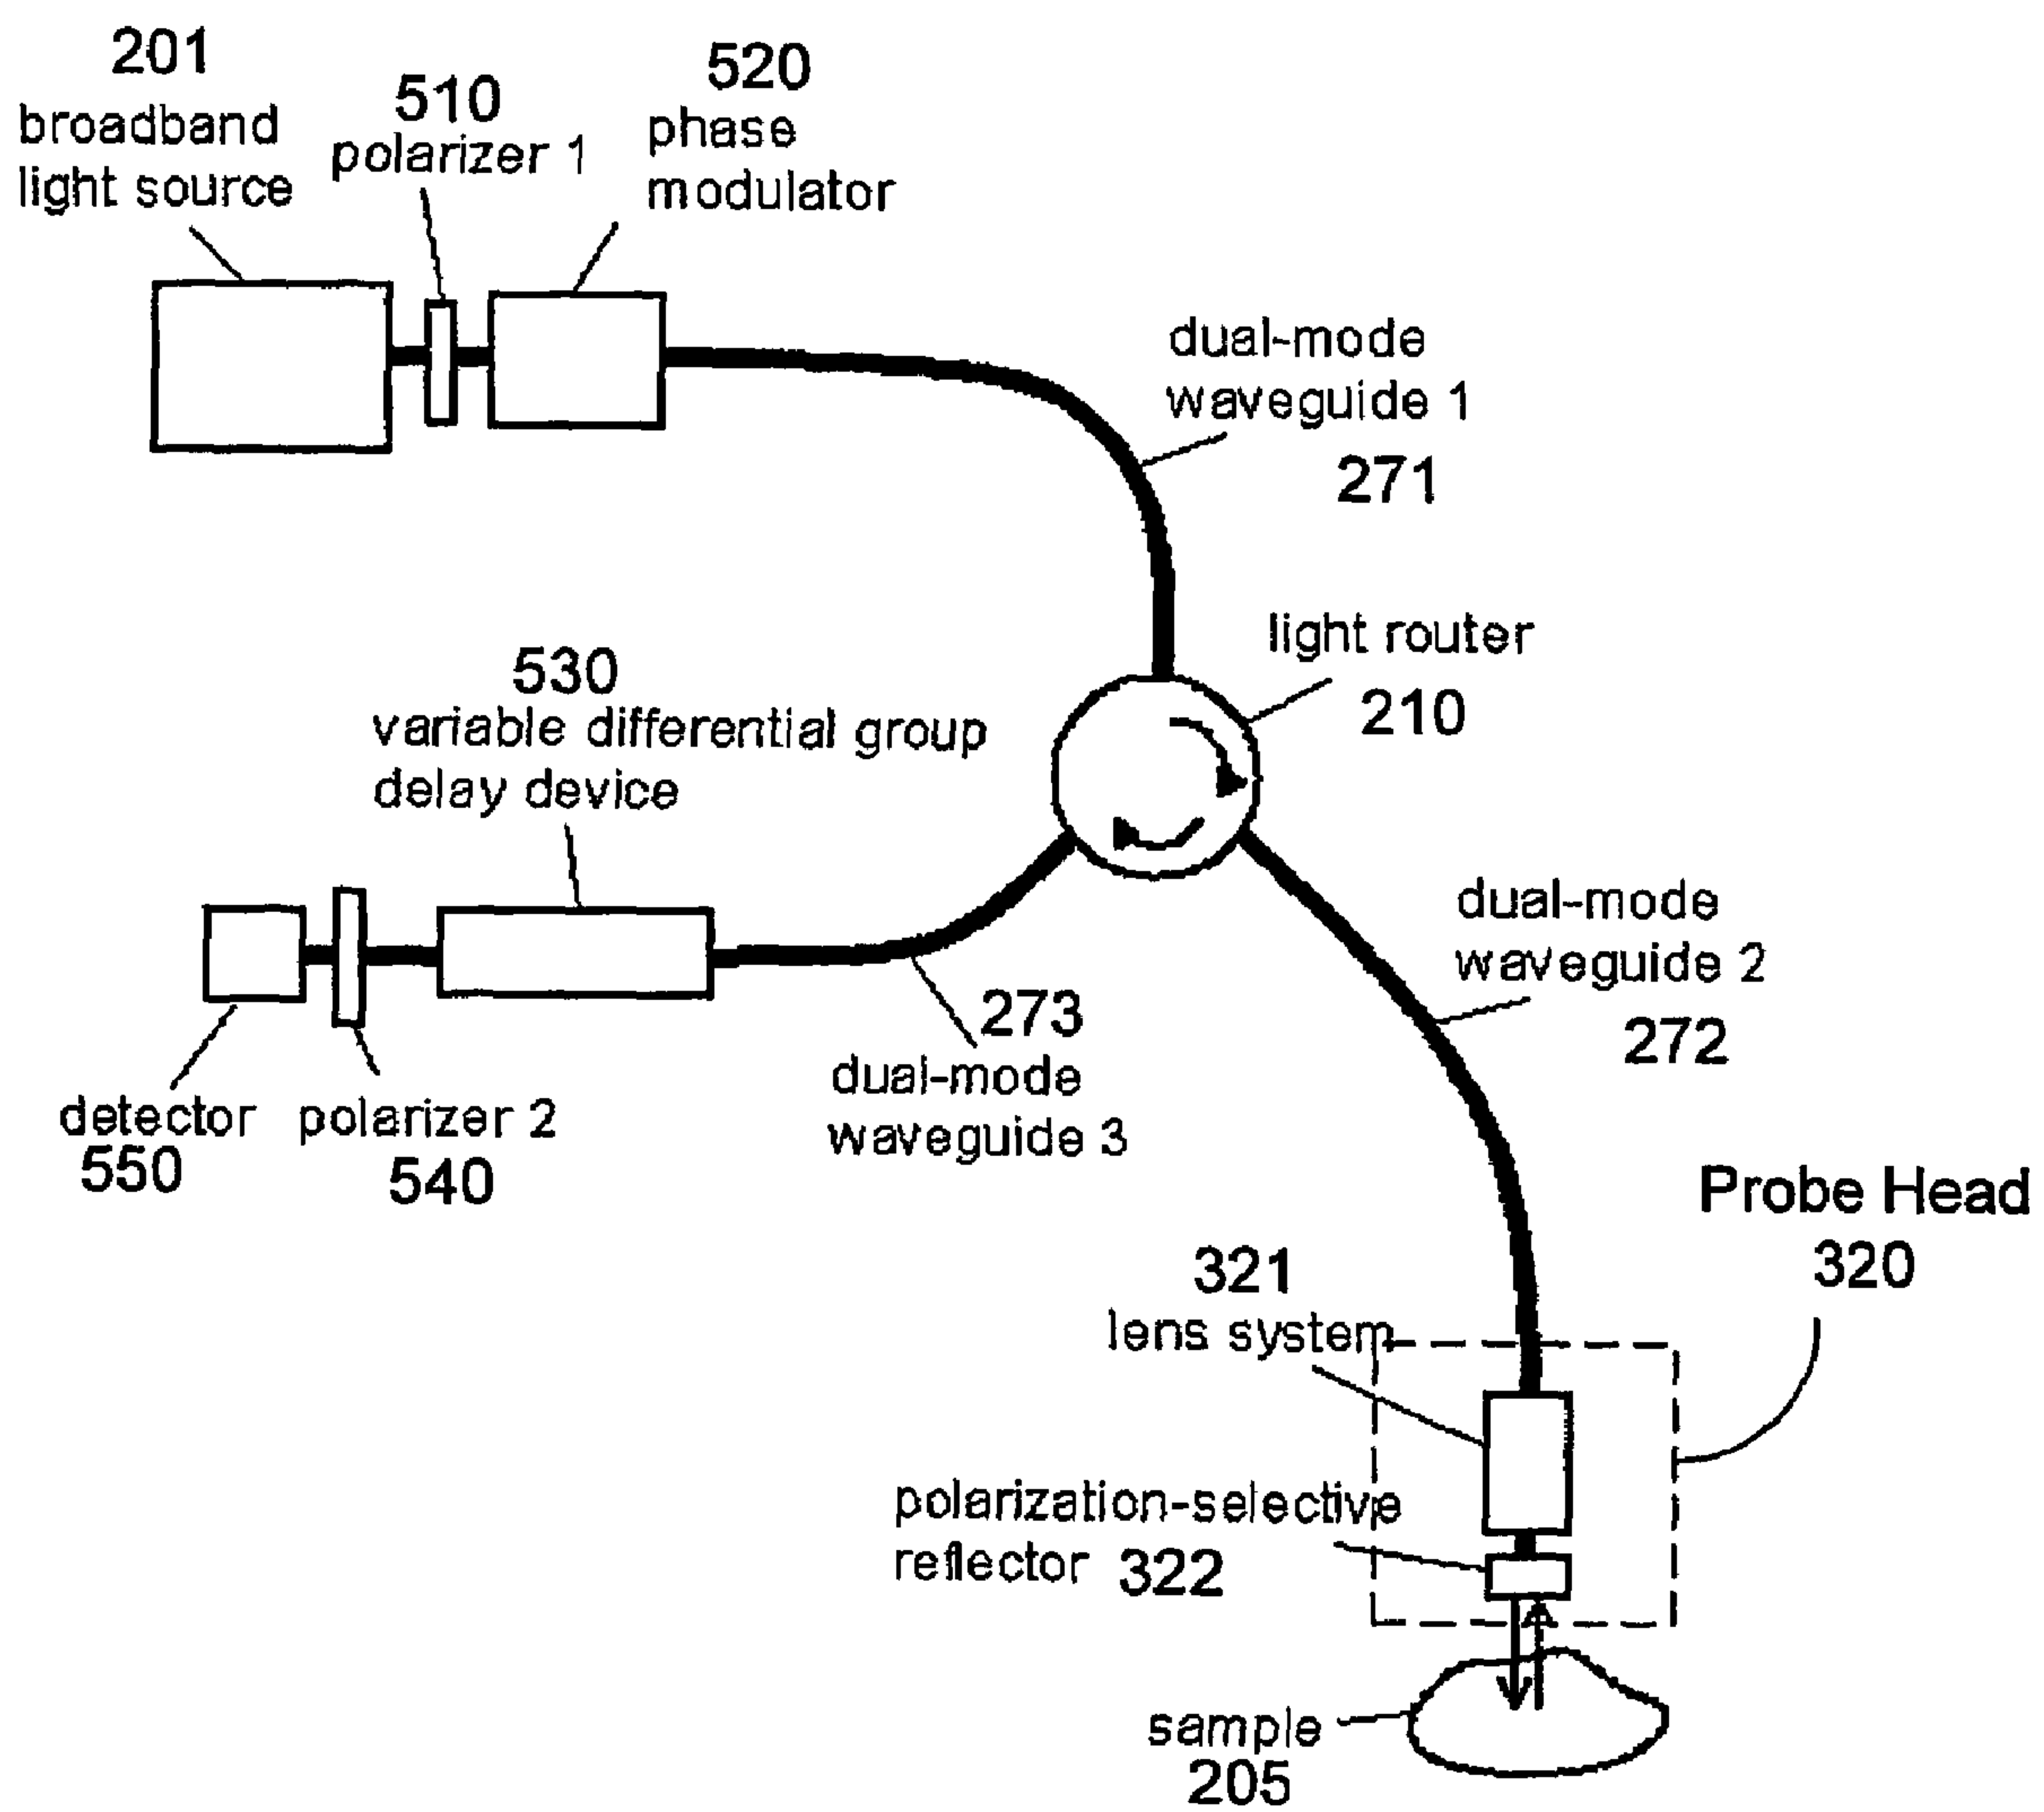 201
broadband
light source
510
polarizer 1
520
phase
modulator
dual-mode
waveguide 1
271
light router
210
530
variable differential group
delay device
dual-mode
waveguide 2
272
273
dual-mode
waveguide 3
detector
550
polarizer 2
540
Probe Head
320
321
lens system
polarization-selective
reflector 322
sample
205